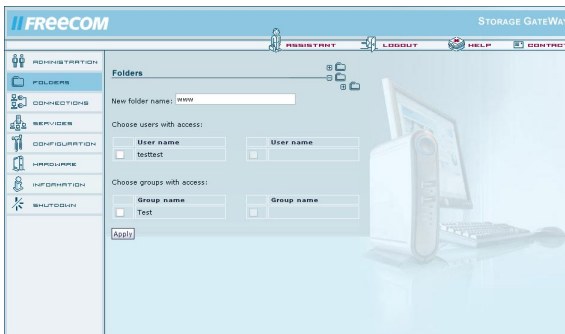 FREECOM
STORAGE GATEWA
ASSISTANT LOGOUT HELP CONTAC
ADMINISTRATION
FOLDERS
CONNECTIONS
SERVICES
CONFIGURATION
HARDWARE
INFORMATION
SHUTDOWN
Folders
New folder name: www
Choose users with access:
User name User name
testtest
Choose groups with access:
Group name Group name
Test
Apply